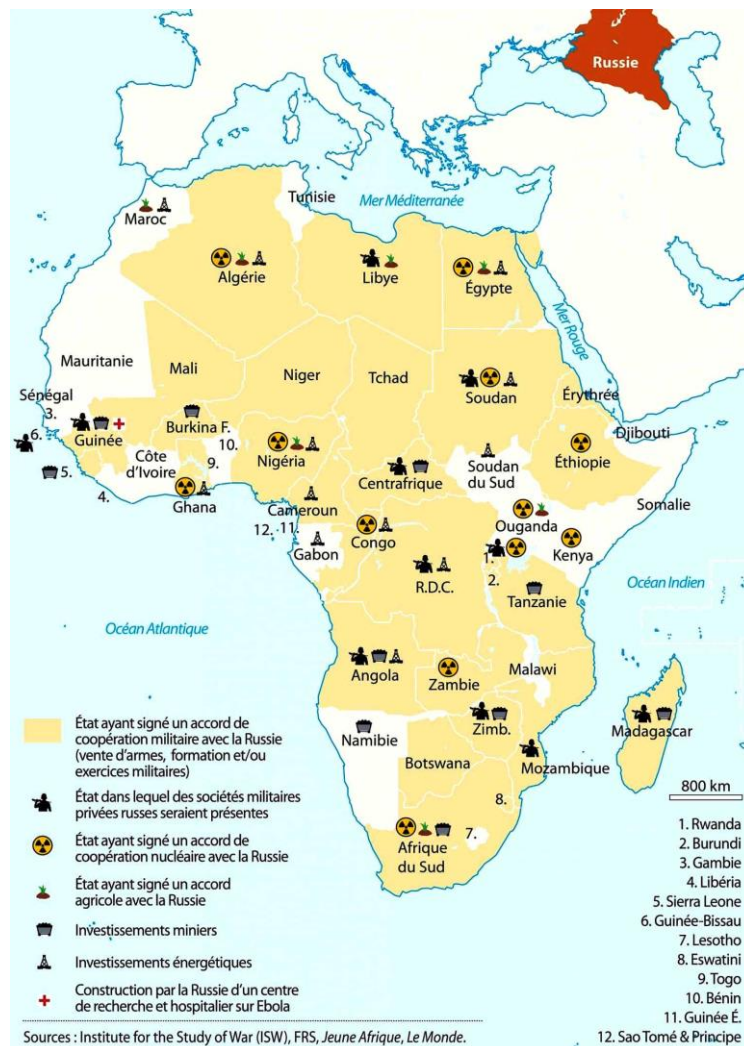 Russie
Tunisie
Mer Méditerranée
Maroc
Algérie
Libye
Égypte
Mer Rouge
Mauritanie
Mali
Niger
Tchad
Soudan
Érythrée
Sénégal
3.
6.
Guinée
Burkina F.
10.
Djibouti
Côte
d'Ivoire
9.
Nigéria
Centrafrique
Soudan
du Sud
Éthiopie
5.
4.
Ghana
Cameroun
Somalie
12.
11.
Gabon
Congo
Ouganda
Kenya
1.
R.D.C.
2.
Océan Indien
Tanzanie
Océan Atlantique
Angola
Zambie
Malawi
Namibie
Zimb.
Madagascar
Botswana
Mozambique
8.
7.
Afrique
du Sud
État ayant signé un accord de
coopération militaire avec la Russie
(vente d'armes, formation et/ou
exercices militaires)
État dans lequel des sociétés militaires
privées russes seraient présentes
État ayant signé un accord de
coopération nucléaire avec la Russie
État ayant signé un accord
agricole avec la Russie
Investissements miniers
Investissements énergétiques
Construction par la Russie d'un centre
de recherche et hospitalier sur Ebola
800 km
1. Rwanda
2. Burundi
3. Gambie
4. Libéria
5. Sierra Leone
6. Guinée-Bissau
7. Lesotho
8. Eswatini
9. Togo
10. Bénin
11. Guinée É.
12. Sao Tomé & Principe
Sources : Institute for the Study of War (ISW), FRS, Jeune Afrique, Le Monde.